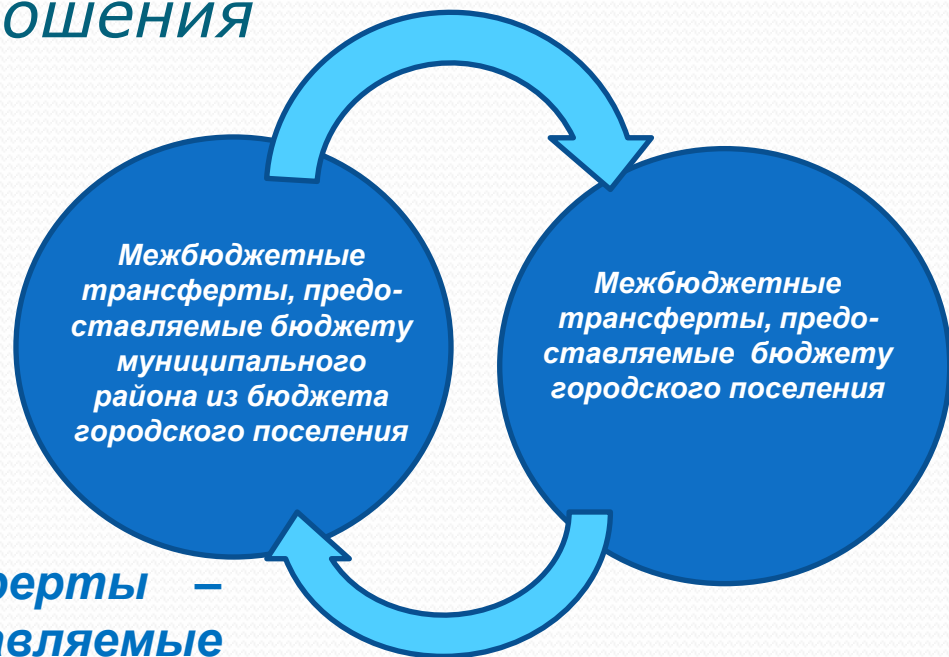 ошения
Межбюджетные
трансферты, предо-
ставляемые бюджету
муниципального
района из бюджета
городского поселения
Межбюджетные
трансферты, предо-
ставляемые бюджету
городского поселения
ерты –
вляемые